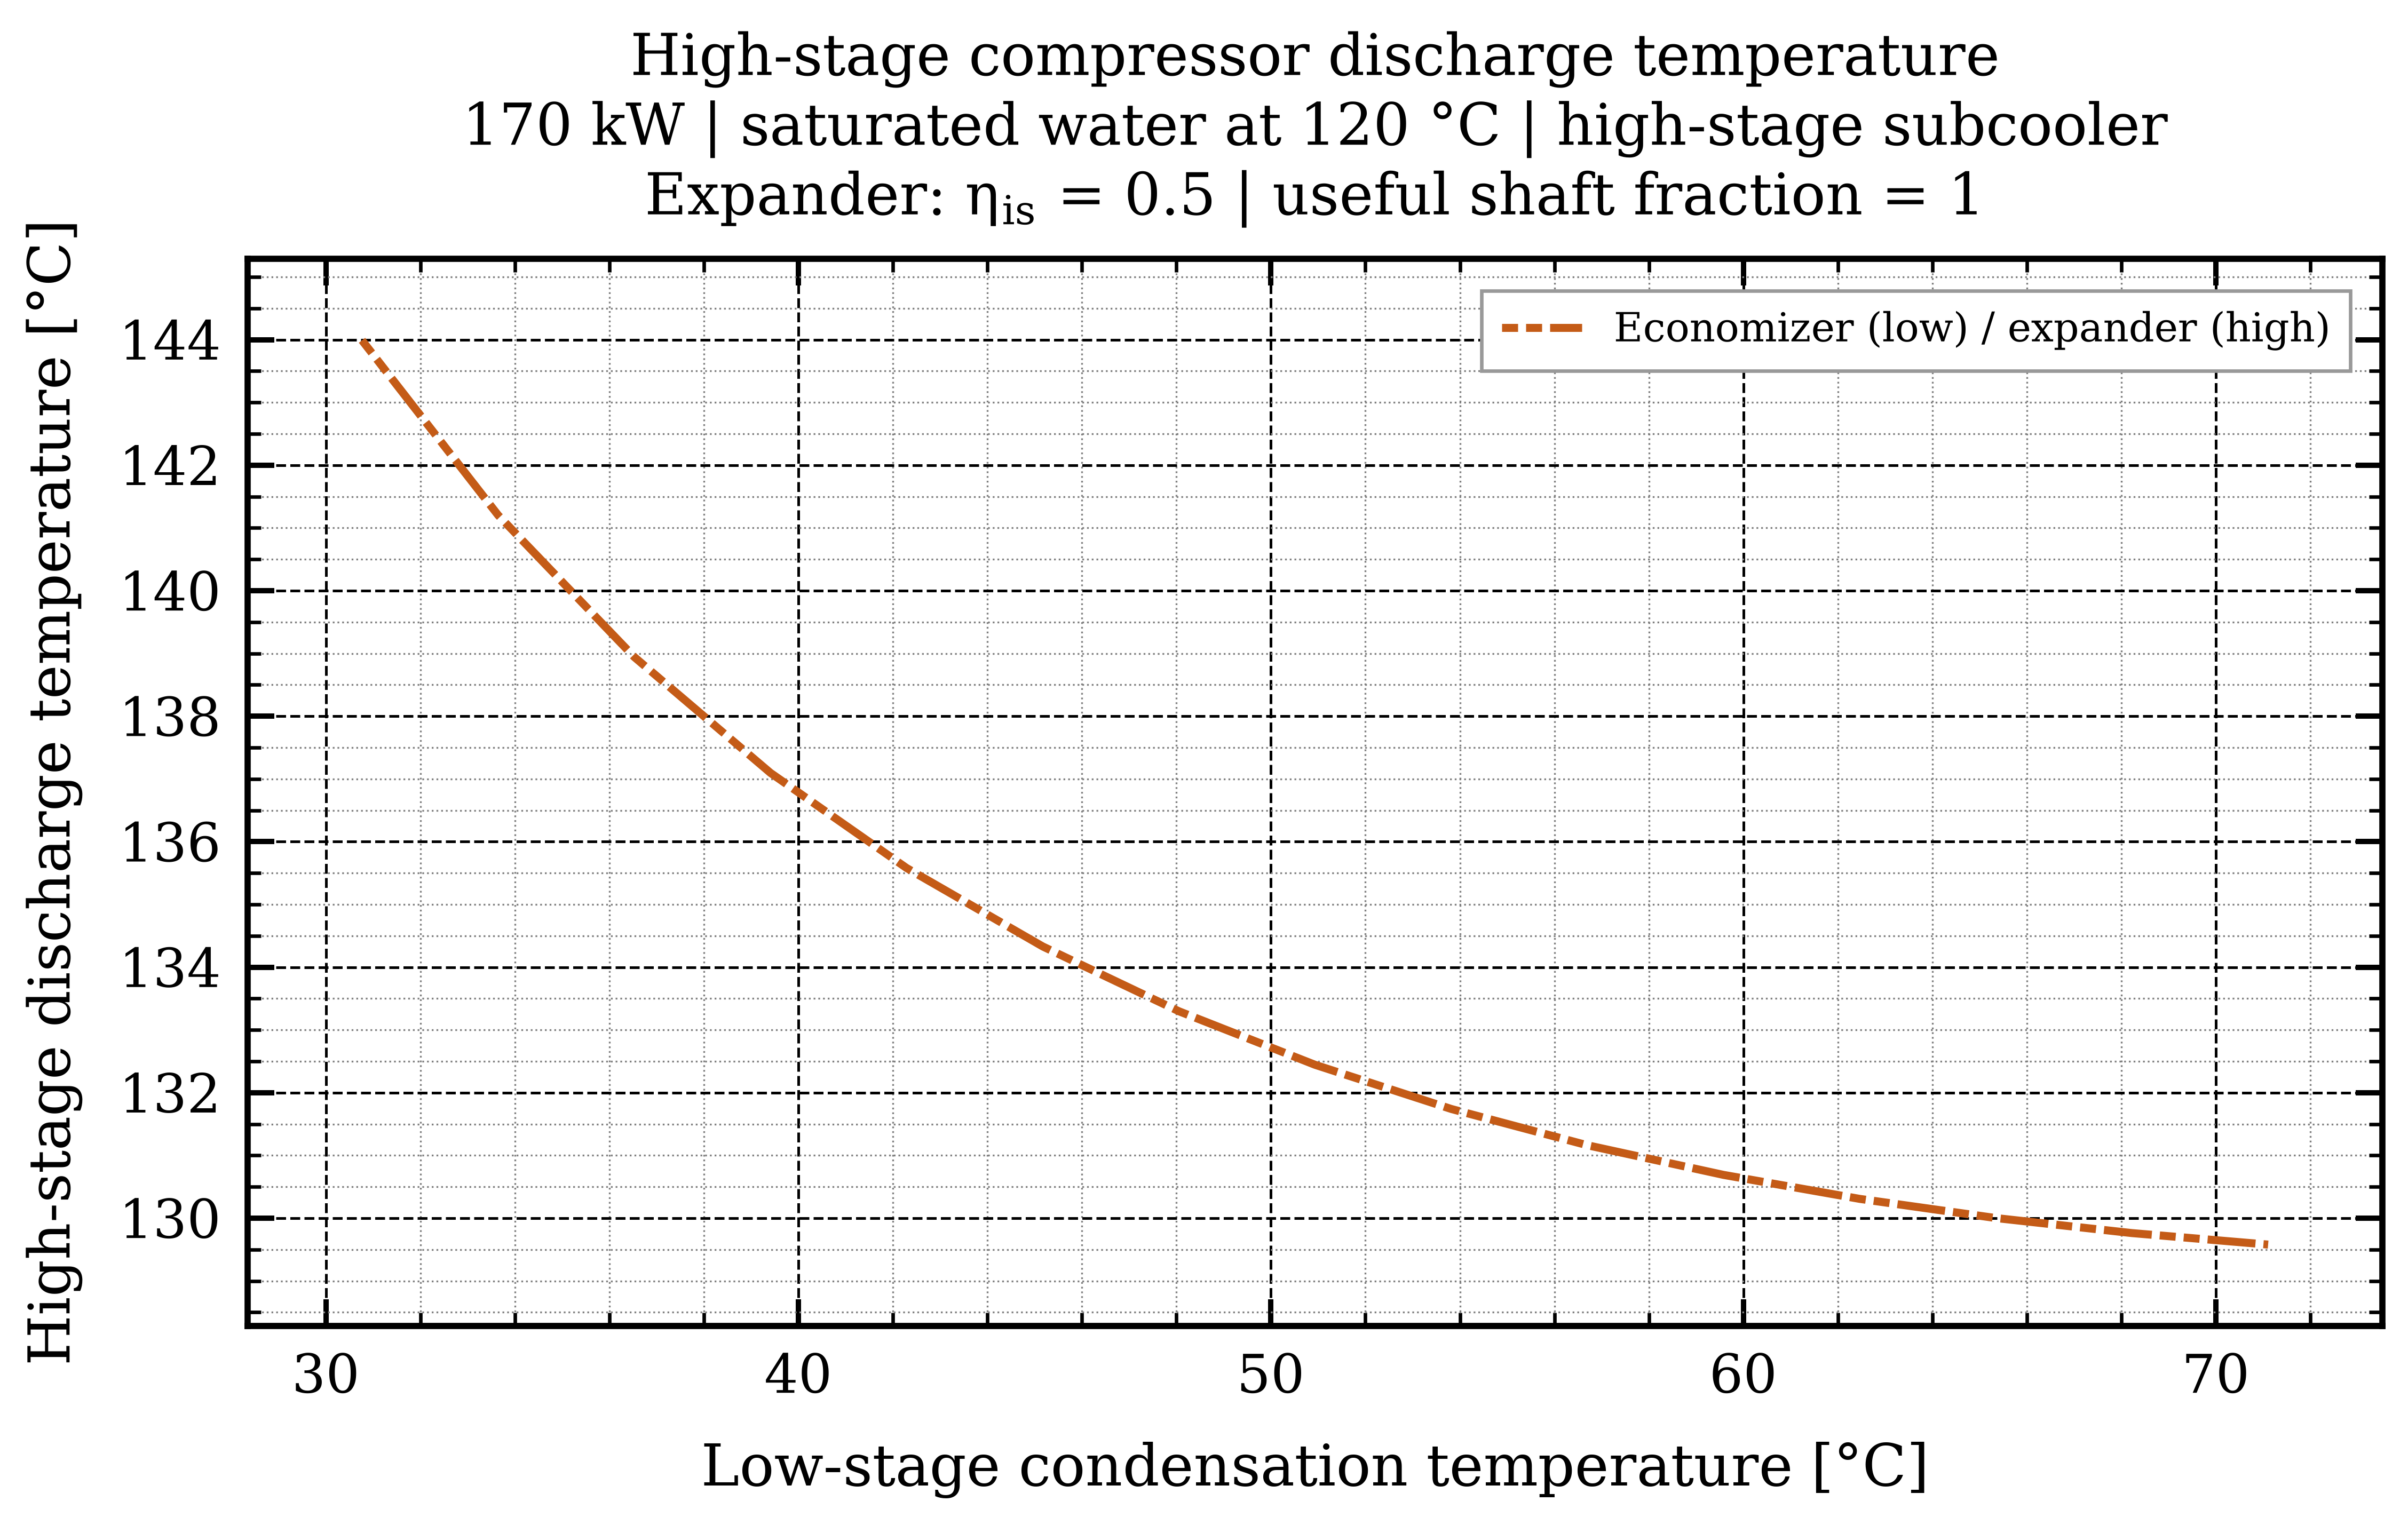 High-stage compressor discharge temperature
170 kW | saturated water at 120 °C | high-stage subcooler
Expander: ηis = 0.5 | useful shaft fraction = 1
High-stage discharge temperature [°C]
144
142
140
138
136
134
132
130
Economizer (low) / expander (high)
30 40 50 60 70
Low-stage condensation temperature [°C]